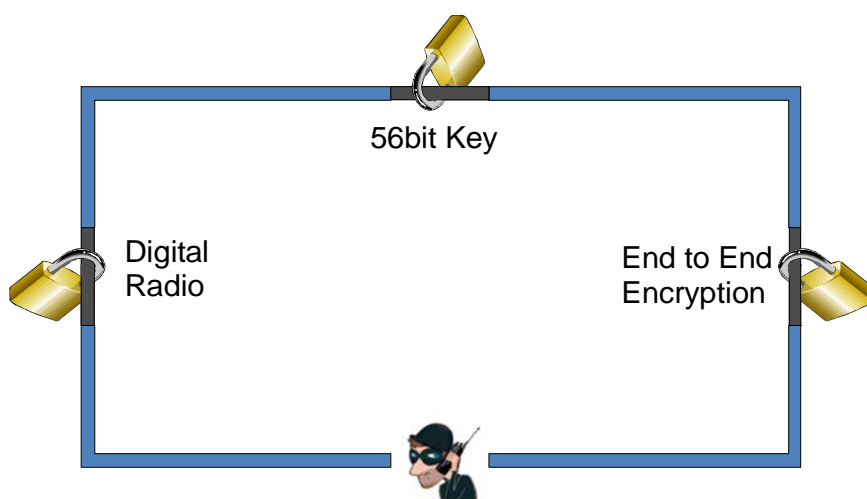 56bit Key
Digital
Radio
End to End
Encryption